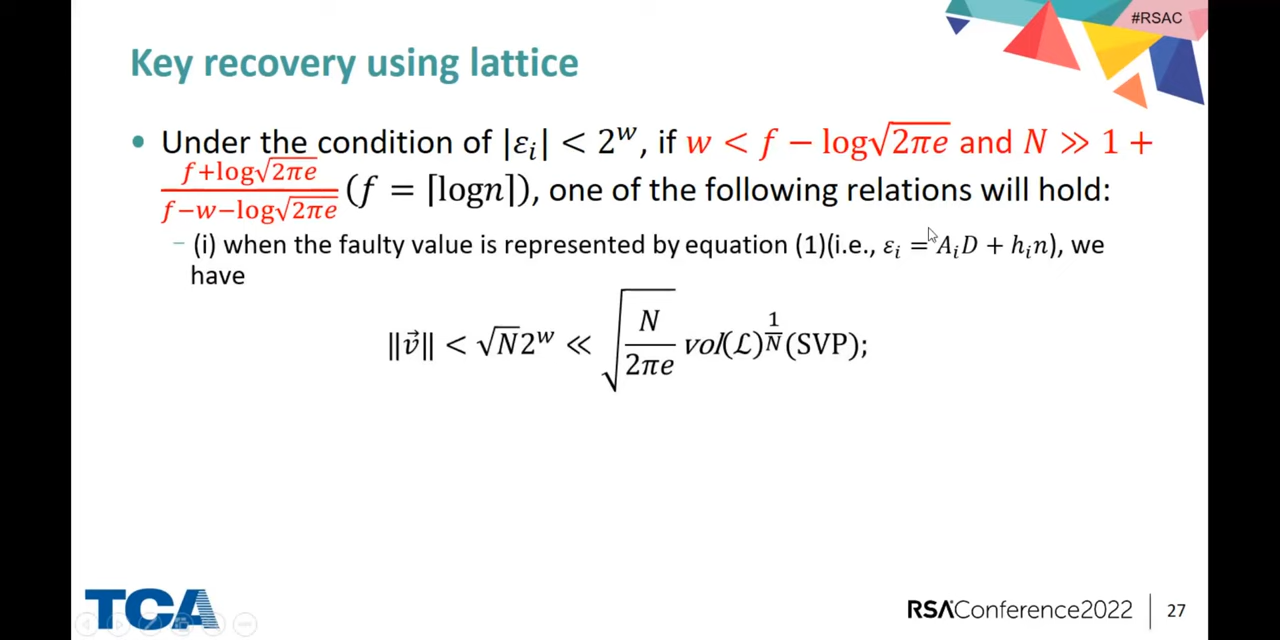 #RSAC
Key recovery using lattice
• Under the condition of |εᵢ| < 2ʷ, if w < f − log√(2πe) and N ≫ 1 +
(f+log√(2πe))/(f−w−log√(2πe)) (f = ⌈logn⌉), one of the following relations will hold:
− (i) when the faulty value is represented by equation (1)(i.e., εᵢ = AᵢD + hᵢn), we
have
‖v⃗‖ < √N2ʷ ≪ √(N/(2πe)) vol(ℒ)^(1/N) (SVP);
TCA
RSAConference2022
27